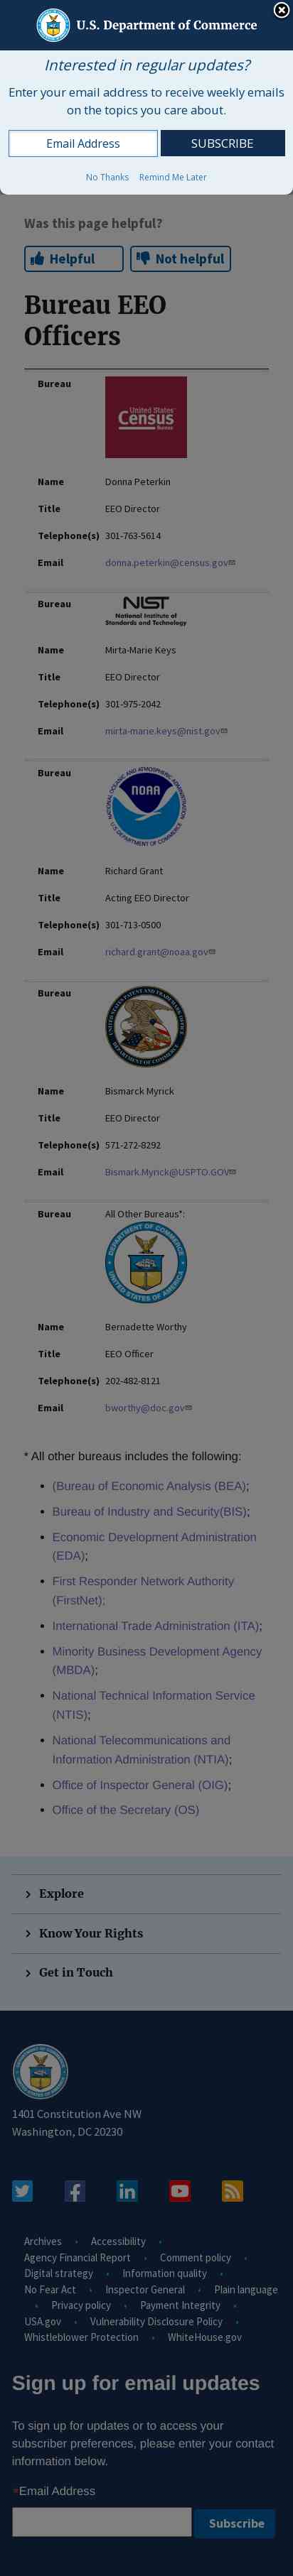 U.S. Department of Commerce
Interested in regular updates?
Enter your email address to receive weekly emails
on the topics you care about.
Email Address
SUBSCRIBE
No Thanks Remind Me Later
Was this page helpful?
Helpful Not helpful
Bureau EEO
Officers
Bureau
United States®
Census
Bureau
Name Donna Peterkin
Title EEO Director
Telephone(s) 301-763-5614
Email donna.peterkin@census.gov
Bureau
NIST
National Institute of
Standards and Technology
Name Mirta-Marie Keys
Title EEO Director
Telephone(s) 301-975-2042
Email mirta-marie.keys@nist.gov
Bureau
NATIONAL OCEANIC AND ATMOSPHERIC ADMINISTRATION
NOAA
U.S. DEPARTMENT OF COMMERCE
Name Richard Grant
Title Acting EEO Director
Telephone(s) 301-713-0500
Email richard.grant@noaa.gov
Bureau
UNITED STATES PATENT AND TRADEMARK OFFICE
DEPARTMENT OF COMMERCE
Name Bismarck Myrick
Title EEO Director
Telephone(s) 571-272-8292
Email Bismark.Myrick@USPTO.GOV
Bureau All Other Bureaus*:
DEPARTMENT OF COMMERCE
UNITED STATES OF AMERICA
Name Bernadette Worthy
Title EEO Officer
Telephone(s) 202-482-8121
Email bworthy@doc.gov
* All other bureaus includes the following:
• (Bureau of Economic Analysis (BEA);
• Bureau of Industry and Security(BIS);
• Economic Development Administration
(EDA);
• First Responder Network Authority
(FirstNet);
• International Trade Administration (ITA);
• Minority Business Development Agency
(MBDA);
• National Technical Information Service
(NTIS);
• National Telecommunications and
Information Administration (NTIA);
• Office of Inspector General (OIG);
• Office of the Secretary (OS)
Explore
Know Your Rights
Get in Touch
1401 Constitution Ave NW
Washington, DC 20230
Archives • Accessibility •
Agency Financial Report • Comment policy •
Digital strategy • Information quality •
No Fear Act • Inspector General • Plain language
• Privacy policy • Payment Integrity •
USA.gov • Vulnerability Disclosure Policy •
Whistleblower Protection • WhiteHouse.gov
Sign up for email updates
To sign up for updates or to access your
subscriber preferences, please enter your contact
information below.
*Email Address
Subscribe